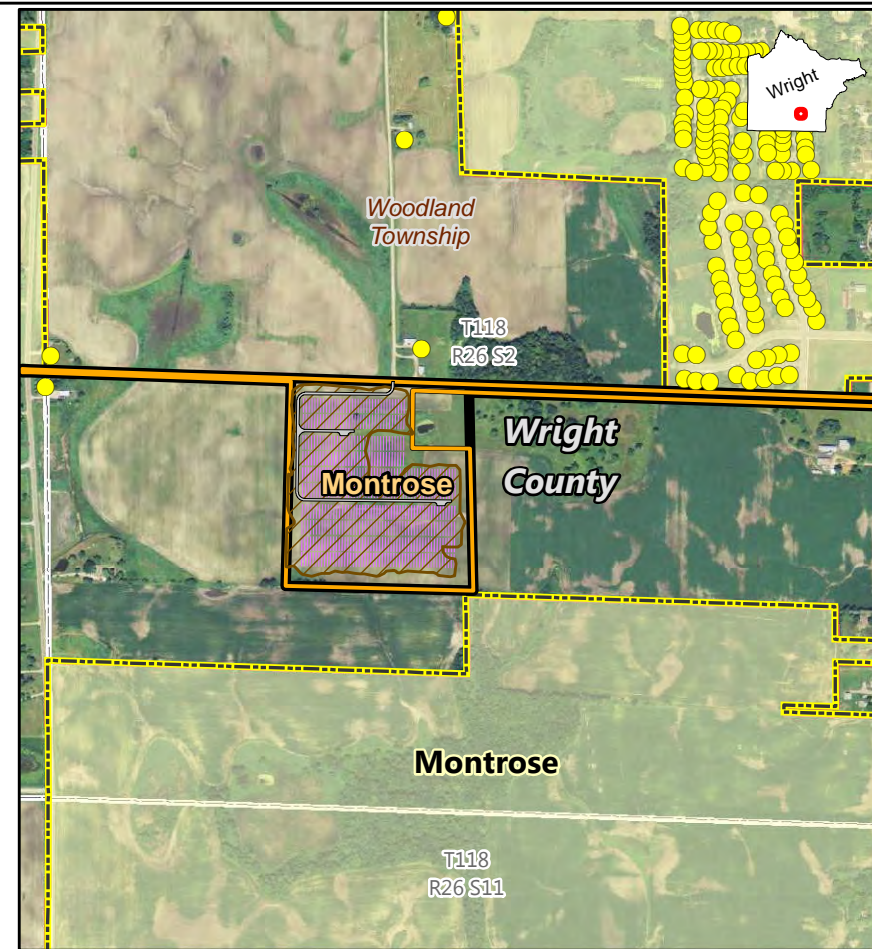 Wright
Woodland
Township
T118
R26 S2
Wright
County
Montrose
Montrose
T118
R26 S11